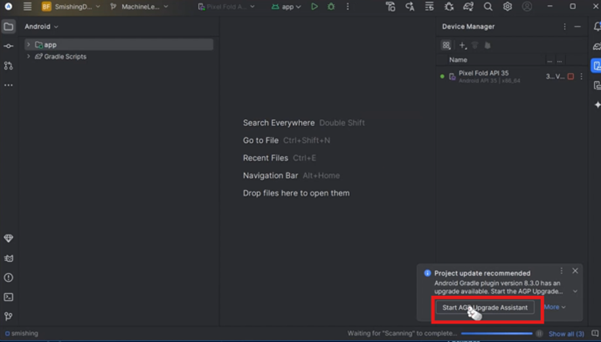 BF SmishingD... MachineLe... Pixel Fold A... app
Android
Device Manager
app
Gradle Scripts
Name
Pixel Fold API 35
Android API 35 | x86_64
3... V...
Search Everywhere Double Shift
Go to File Ctrl+Shift+N
Recent Files Ctrl+E
Navigation Bar Alt+Home
Drop files here to open them
Project update recommended
Android Gradle plugin version 8.3.0 has an
upgrade available. Start the AGP Upgrade...
Start AGP Upgrade Assistant More
smishing
Waiting for "Scanning" to complete... Show all (3)